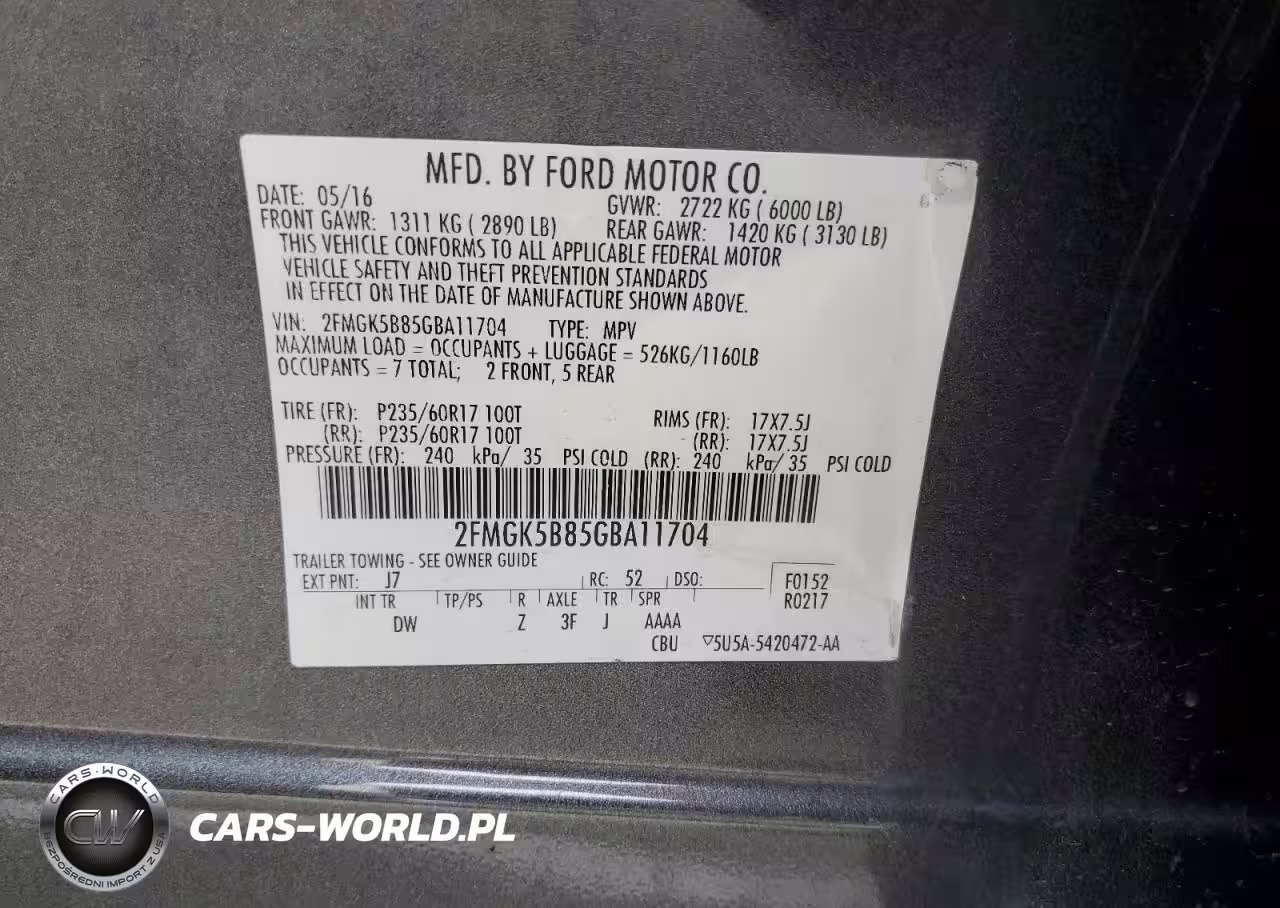 MFD. BY FORD MOTOR CO.
DATE: 05/16 GVWR: 2722 KG ( 6000 LB)
FRONT GAWR: 1311 KG ( 2890 LB) REAR GAWR: 1420 KG ( 3130 LB)
THIS VEHICLE CONFORMS TO ALL APPLICABLE FEDERAL MOTOR
VEHICLE SAFETY AND THEFT PREVENTION STANDARDS
IN EFFECT ON THE DATE OF MANUFACTURE SHOWN ABOVE.
VIN: 2FMGK5B85GBA11704 TYPE: MPV
MAXIMUM LOAD = OCCUPANTS + LUGGAGE = 526KG/1160LB
OCCUPANTS = 7 TOTAL; 2 FRONT, 5 REAR
TIRE (FR): P235/60R17 100T RIMS (FR): 17X7.5J
(RR): P235/60R17 100T (RR): 17X7.5J
PRESSURE (FR): 240 kPa/ 35 PSI COLD (RR): 240 kPa/ 35 PSI COLD
2FMGK5B85GBA11704
TRAILER TOWING - SEE OWNER GUIDE
EXT PNT: J7 RC: 52 DSO: F0152
R0217
INT TR TP/PS R AXLE TR SPR
DW Z 3F J AAAA
CBU ▽5U5A-5420472-AA
CARS-WORLD
CW
BEZPOŚREDNI IMPORT Z USA
CARS-WORLD.PL